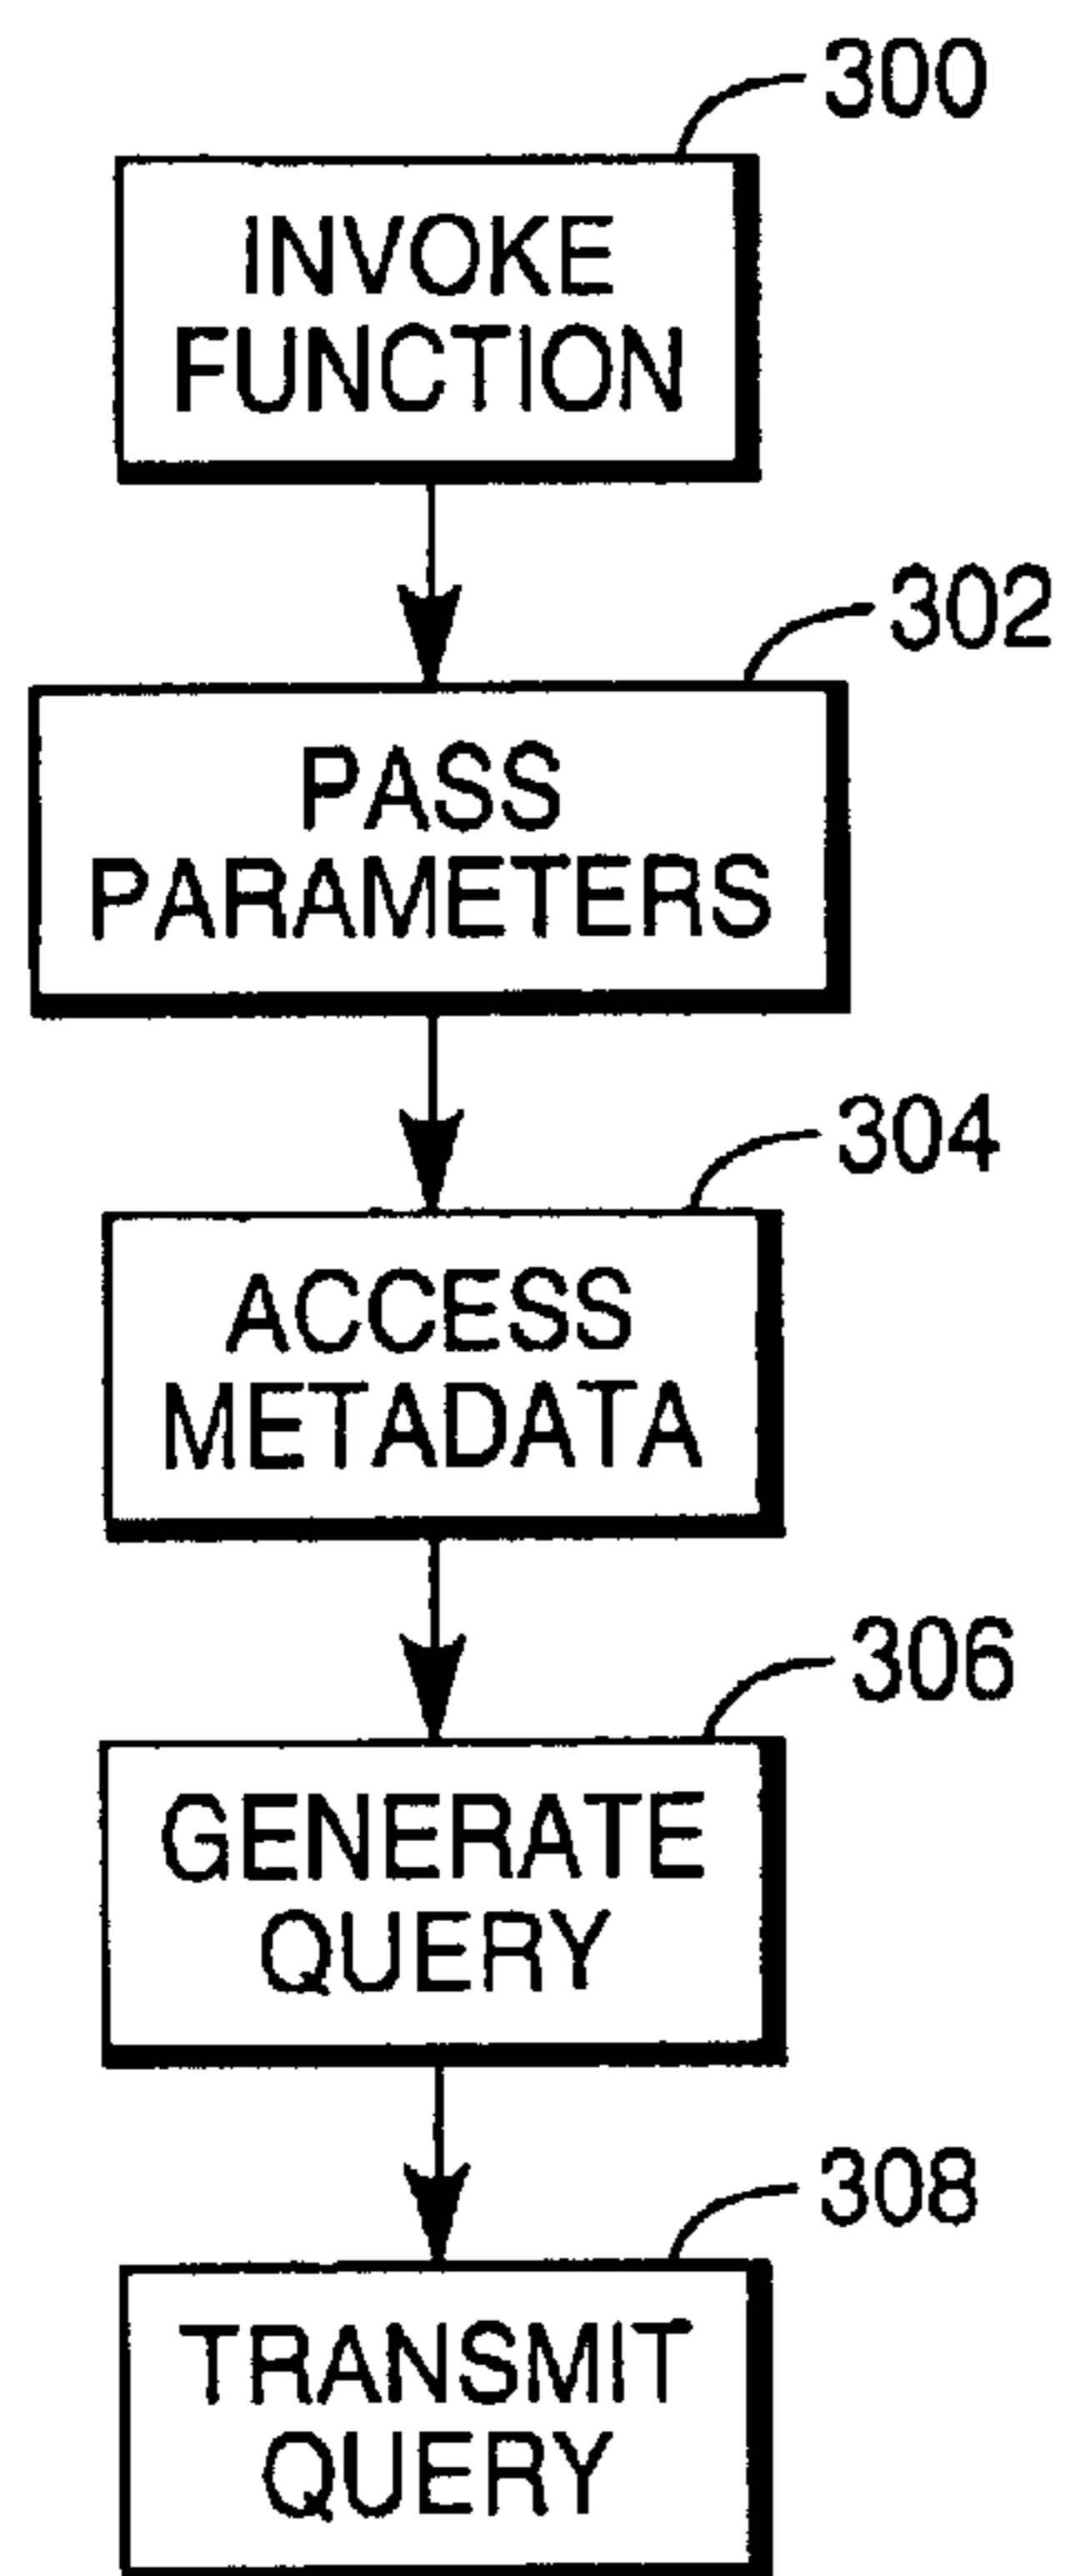 300
INVOKE
FUNCTION
302
PASS
PARAMETERS
304
ACCESS
METADATA
306
GENERATE
QUERY
308
TRANSMIT
QUERY